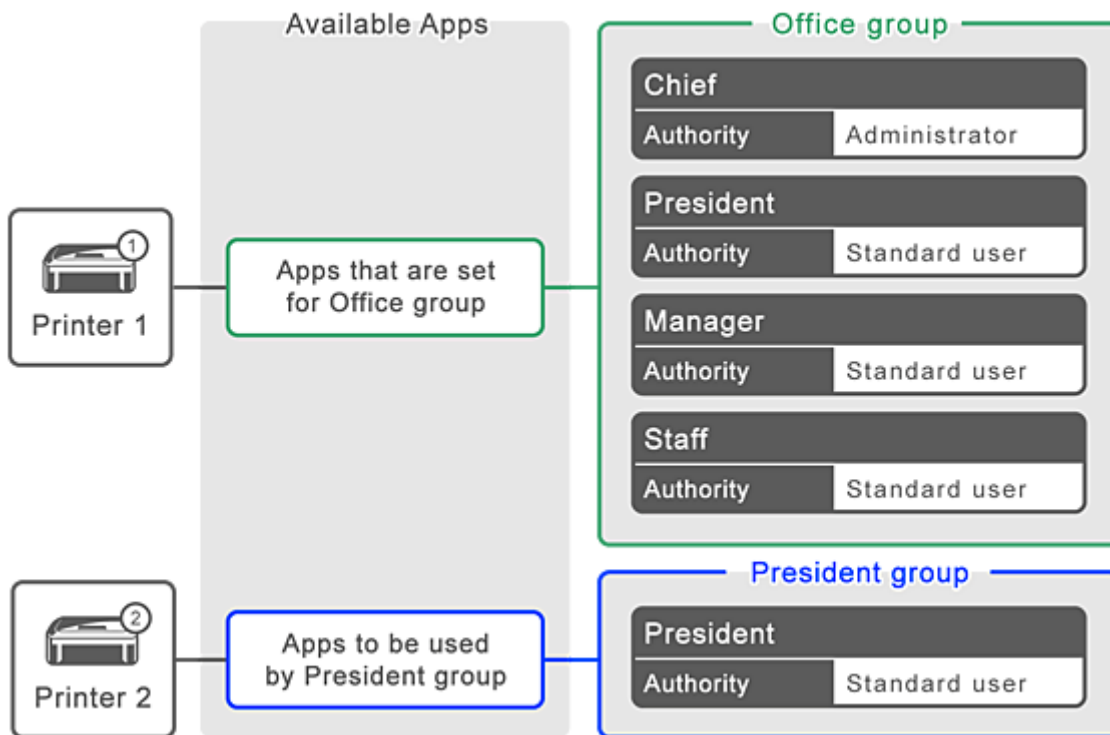 Available Apps
Office group
Chief
Authority Administrator
President
Authority Standard user
1
Printer 1
Apps that are set
for Office group
Manager
Authority Standard user
Staff
Authority Standard user
President group
2
Printer 2
Apps to be used
by President group
President
Authority Standard user